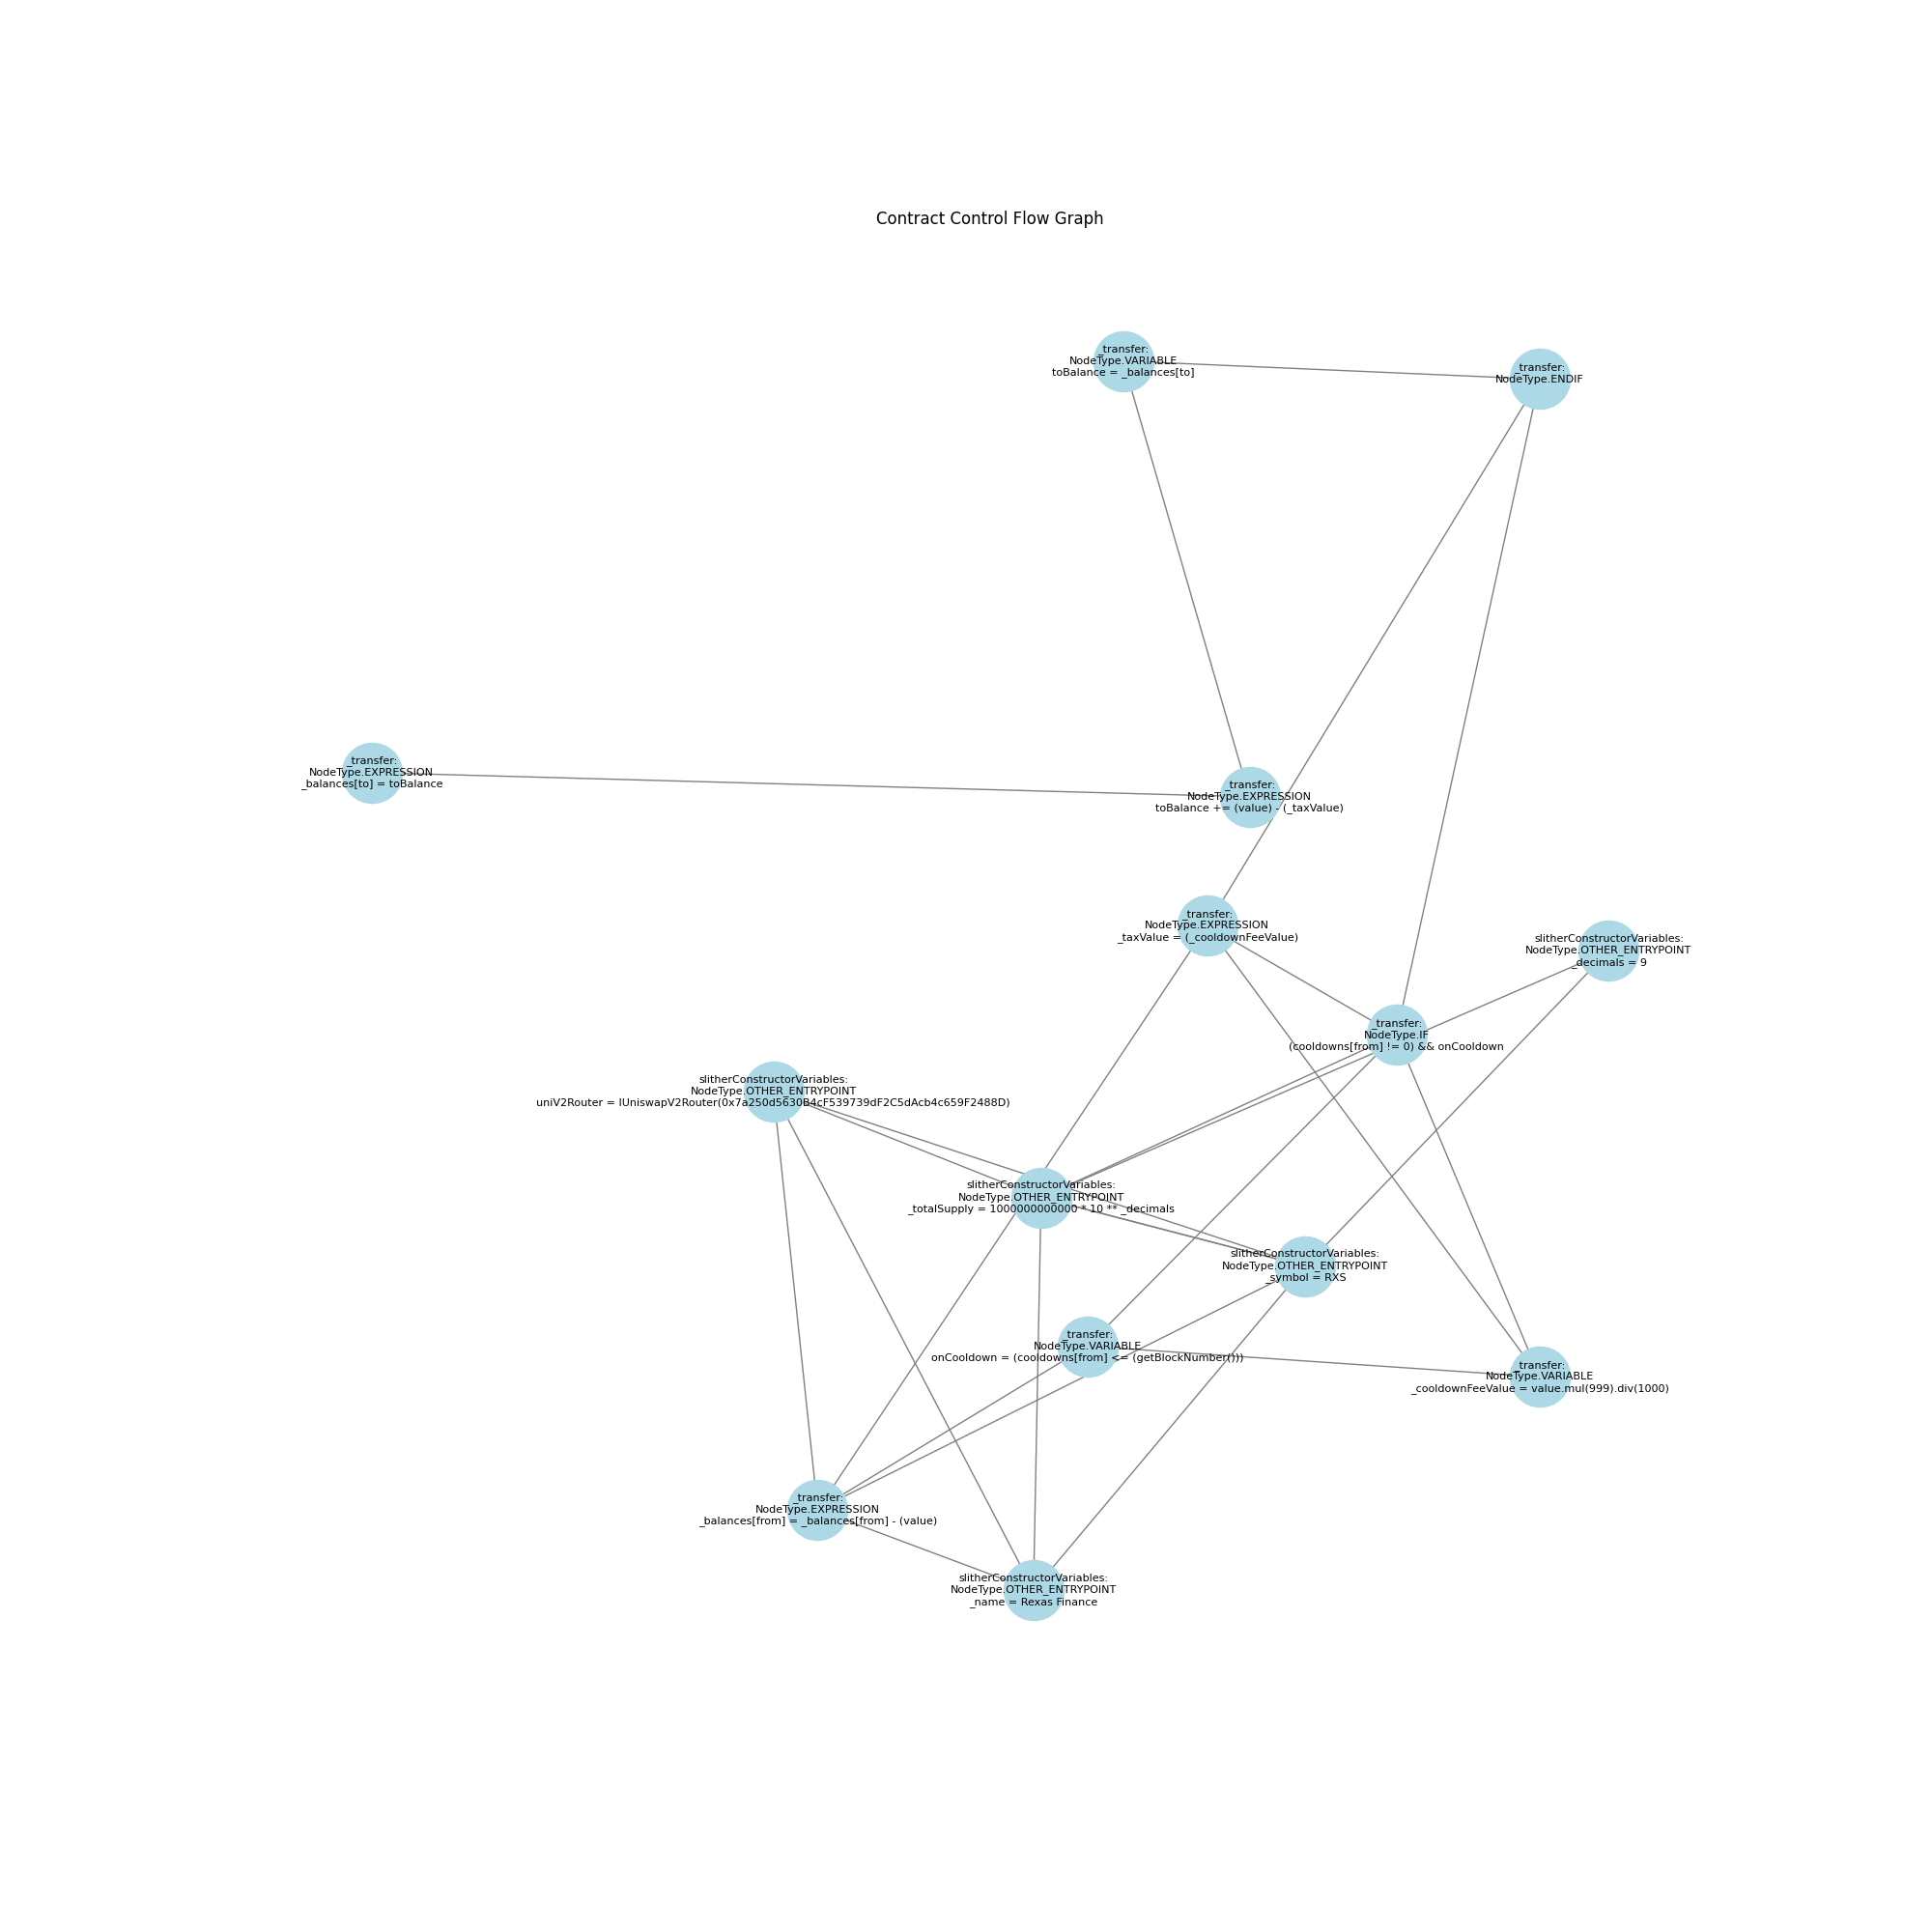 Contract Control Flow Graph
_transfer:
NodeType.VARIABLE
toBalance = _balances[to]
_transfer:
NodeType.ENDIF
_transfer:
NodeType.EXPRESSION
_balances[to] = toBalance
_transfer:
NodeType.EXPRESSION
toBalance += (value) - (_taxValue)
_transfer:
NodeType.EXPRESSION
_taxValue = (_cooldownFeeValue)
slitherConstructorVariables:
NodeType.OTHER_ENTRYPOINT
_decimals = 9
_transfer:
NodeType.IF
(cooldowns[from] != 0) && onCooldown
slitherConstructorVariables:
NodeType.OTHER_ENTRYPOINT
uniV2Router = IUniswapV2Router(0x7a250d5630B4cF539739dF2C5dAcb4c659F2488D)
slitherConstructorVariables:
NodeType.OTHER_ENTRYPOINT
_totalSupply = 1000000000000 * 10 ** _decimals
slitherConstructorVariables:
NodeType.OTHER_ENTRYPOINT
_symbol = RXS
_transfer:
NodeType.VARIABLE
onCooldown = (cooldowns[from] <= (getBlockNumber()))
_transfer:
NodeType.VARIABLE
_cooldownFeeValue = value.mul(999).div(1000)
_transfer:
NodeType.EXPRESSION
_balances[from] = _balances[from] - (value)
slitherConstructorVariables:
NodeType.OTHER_ENTRYPOINT
_name = Rexas Finance